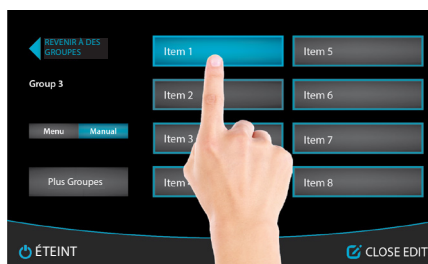 REVENIR À DES
GROUPES
Group 3
Menu Manual
Plus Groupes
Item 1
Item 2
Item 3
Item
Item 5
Item 6
Item 7
Item 8
ÉTEINT
CLOSE EDIT